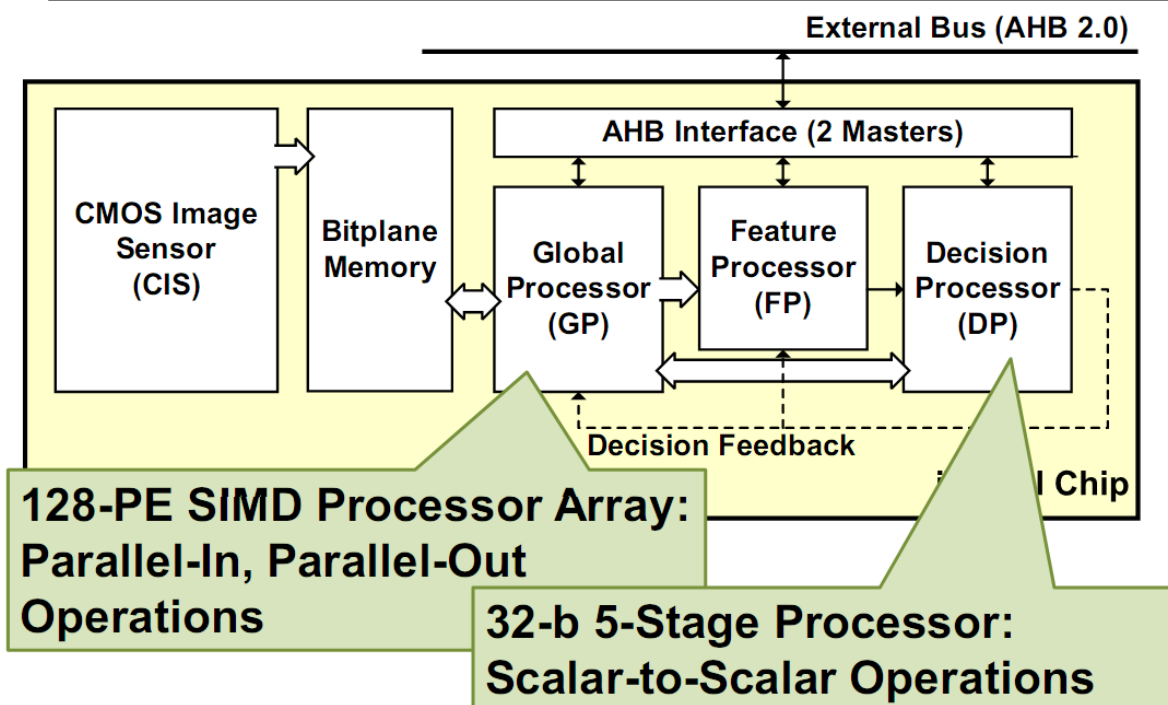 External Bus (AHB 2.0)
AHB Interface (2 Masters)
CMOS Image
Sensor
(CIS)
Bitplane
Memory
Global
Processor
(GP)
Feature
Processor
(FP)
Decision
Processor
(DP)
Decision Feedback
Chip
128-PE SIMD Processor Array:
Parallel-In, Parallel-Out
Operations
32-b 5-Stage Processor:
Scalar-to-Scalar Operations